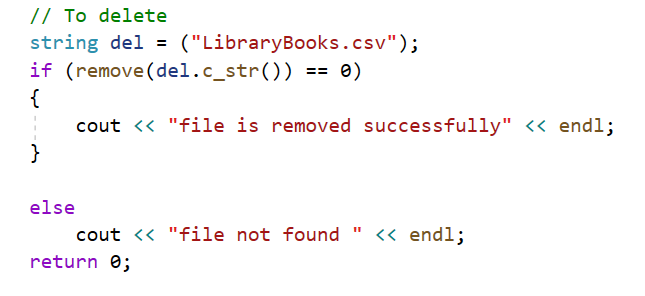 // To delete
string del = ("LibraryBooks.csv");
if (remove(del.c_str()) == 0)
{
cout << "file is removed successfully" << endl;
}
else
cout << "file not found " << endl;
return 0;